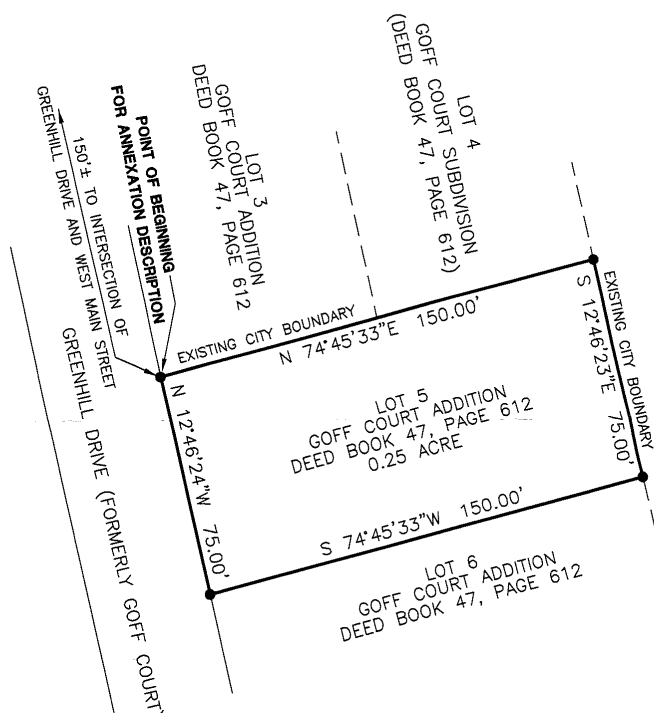 LOT 4
GOFF COURT SUBDIVISION
(DEED BOOK 47, PAGE 612)
LOT 3
GOFF COURT ADDITION
DEED BOOK 47, PAGE 612
POINT OF BEGINNING
FOR ANNEXATION DESCRIPTION
150'± TO INTERSECTION OF
GREENHILL DRIVE AND WEST MAIN STREET
EXISTING CITY BOUNDARY
N 74°45'33"E 150.00'
EXISTING CITY BOUNDARY
S 12°46'23"E 75.00'
LOT 5
GOFF COURT ADDITION
DEED BOOK 47, PAGE 612
0.25 ACRE
N 12°46'24"W 75.00'
S 74°45'33"W 150.00'
LOT 6
GOFF COURT ADDITION
DEED BOOK 47, PAGE 612
GREENHILL DRIVE (FORMERLY GOFF COURT)